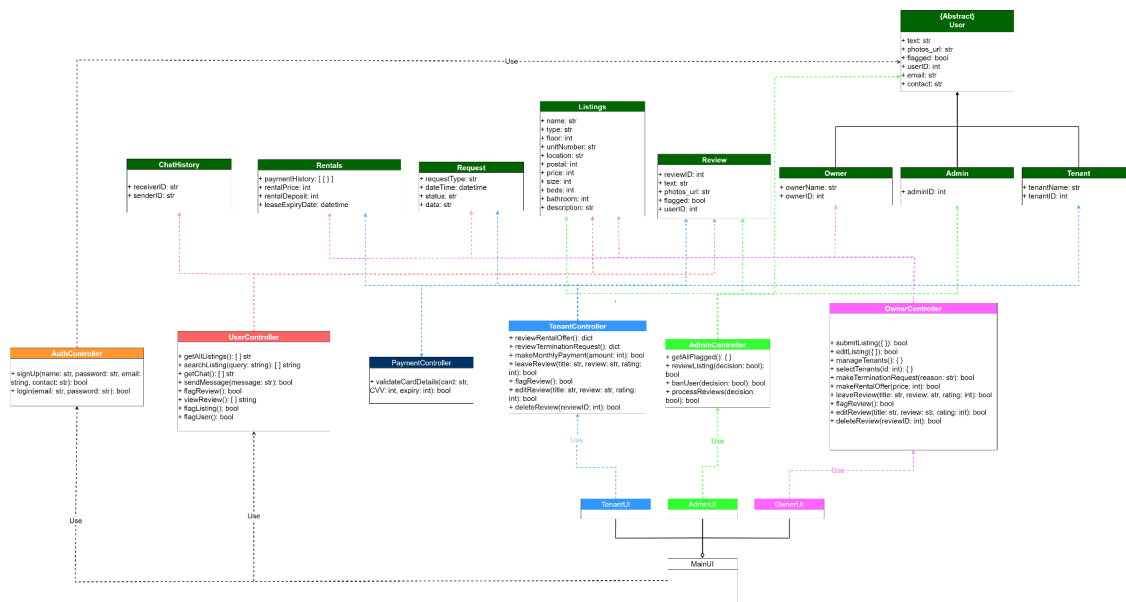 {Abstract}
User
+ text: str
+ photos_url: str
+ flagged: bool
+ userID: int
+ email: str
+ contact: str
Use
Listings
+ name: str
+ type: str
+ floor: int
+ unitNumber: str
+ location: str
+ postal: int
+ price: int
+ size: int
+ beds: int
+ bathroom: int
+ description: str
ChatHistory
+ receiverID: str
+ senderID: str
Rentals
+ paymentHistory: [ { } ]
+ rentalPrice: int
+ rentalDeposit: int
+ leaseExpiryDate: datetime
Request
+ requestType: str
+ dateTime: datetime
+ status: str
+ data: str
Review
+ reviewID: int
+ text: str
+ photos_url: str
+ flagged: bool
+ userID: int
Owner
+ ownerName: str
+ ownerID: int
Admin
+ adminID: int
Tenant
+ tenantName: str
+ tenantID: int
AuthController
+ signUp(name: str, password: str, email:
string, contact: str): bool
+ login(email: str, password: str): bool
UserController
+ getAllListings(): [ ] str
+ searchListing(query: string): [ ] string
+ getChat(): [ ] str
+ sendMessage(message: str): bool
+ flagReview(): bool
+ viewReview(): [ ] string
+ flagListing(): bool
+ flagUser(): bool
PaymentController
+ validateCardDetails(card: str,
CVV: int, expiry: int): bool
TenantController
+ reviewRentalOffer(): dict
+ reviewTerminationRequest(): dict
+ makeMonthlyPayment(amount: int): bool
+ leaveReview(title: str, review: str, rating:
int): bool
+ flagReview(): bool
+ editReview(title: str, review: str, rating:
int): bool
+ deleteReview(reviewID: int): bool
AdminController
+ getAllFlagged(): { }
+ reviewListing(decision: bool):
bool
+ banUser(decision: bool): bool
+ processReviews(decision:
bool): bool
OwnerController
+ submitListing({ }): bool
+ editListing({ }): bool
+ manageTenants(): { }
+ selectTenants(id: int): { }
+ makeTerminationRequest(reason: str): bool
+ makeRentalOffer(price: int): bool
+ leaveReview(title: str, review: str, rating: int): bool
+ flagReview(): bool
+ editReview(title: str, review: str, rating: int): bool
+ deleteReview(reviewID: int): bool
Use
Use
Use
TenantUI
AdminUI
OwnerUI
Use
Use
MainUI